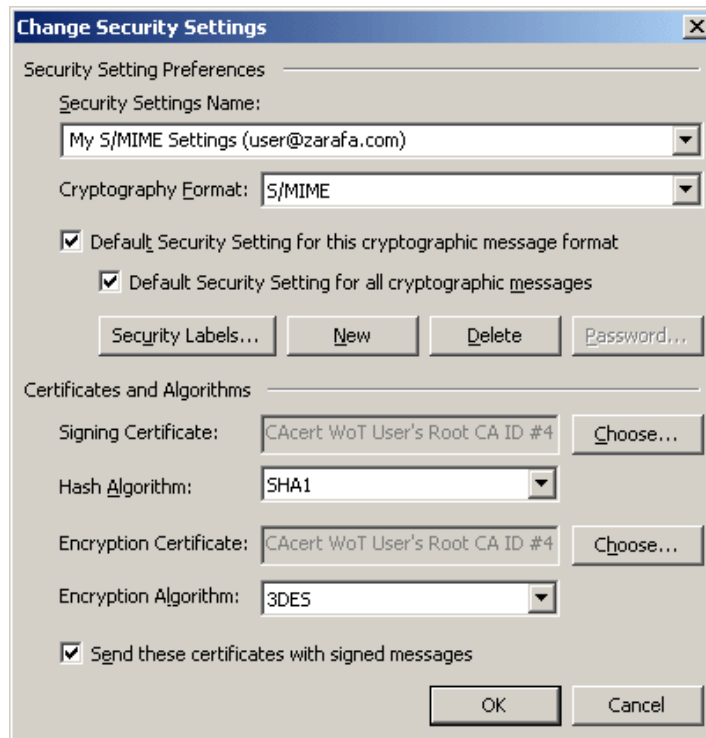 Change Security Settings
Security Setting Preferences
Security Settings Name:
My S/MIME Settings (user@zarafa.com)
Cryptography Format: S/MIME
Default Security Setting for this cryptographic message format
Default Security Setting for all cryptographic messages
Security Labels... New Delete Password...
Certificates and Algorithms
Signing Certificate: CAcert WoT User's Root CA ID #4 Choose...
Hash Algorithm: SHA1
Encryption Certificate: CAcert WoT User's Root CA ID #4 Choose...
Encryption Algorithm: 3DES
Send these certificates with signed messages
OK Cancel